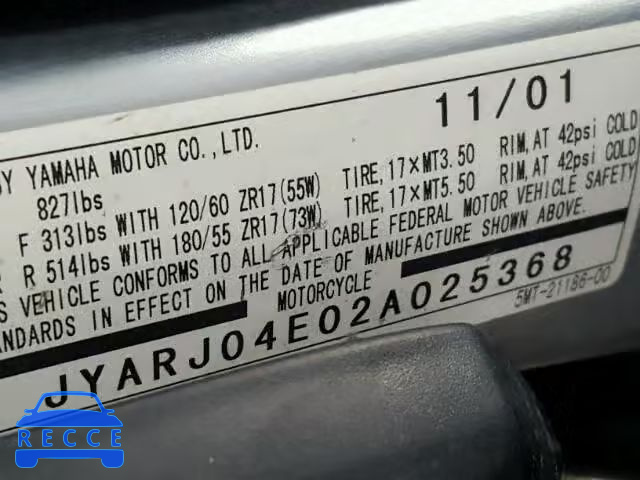 BY YAMAHA MOTOR CO.,LTD.
11/01
827lbs
F 313lbs WITH 120/60 ZR17(55W) TIRE,17×MT3.50 RIM,AT 42psi COLD
R 514lbs WITH 180/55 ZR17(73W) TIRE,17×MT5.50 RIM,AT 42psi COLD
S VEHICLE CONFORMS TO ALL APPLICABLE FEDERAL MOTOR VEHICLE SAFETY
ANDARDS IN EFFECT ON THE DATE OF MANUFACTURE SHOWN ABOVE.
MOTORCYCLE
JYARJ04E02A025368
5MT-21186-00
RECCE